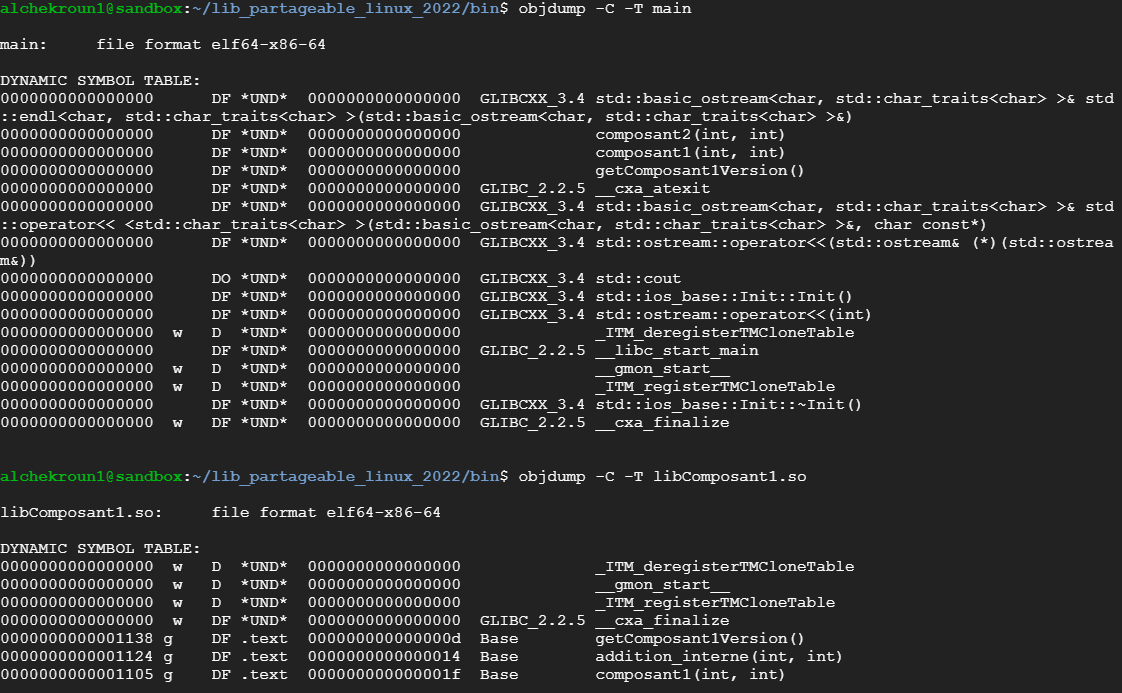 alchekroun1@sandbox:~/lib_partageable_linux_2022/bin$ objdump -C -T main
main:     file format elf64-x86-64
DYNAMIC SYMBOL TABLE:
0000000000000000      DF *UND*  0000000000000000  GLIBCXX_3.4 std::basic_ostream<char, std::char_traits<char> >& std
::endl<char, std::char_traits<char> >(std::basic_ostream<char, std::char_traits<char> >&)
0000000000000000      DF *UND*  0000000000000000              composant2(int, int)
0000000000000000      DF *UND*  0000000000000000              composant1(int, int)
0000000000000000      DF *UND*  0000000000000000              getComposant1Version()
0000000000000000      DF *UND*  0000000000000000  GLIBC_2.2.5 __cxa_atexit
0000000000000000      DF *UND*  0000000000000000  GLIBCXX_3.4 std::basic_ostream<char, std::char_traits<char> >& std
::operator<< <std::char_traits<char> >(std::basic_ostream<char, std::char_traits<char> >&, char const*)
0000000000000000      DF *UND*  0000000000000000  GLIBCXX_3.4 std::ostream::operator<<(std::ostream& (*)(std::ostrea
m&))
0000000000000000      DO *UND*  0000000000000000  GLIBCXX_3.4 std::cout
0000000000000000      DF *UND*  0000000000000000  GLIBCXX_3.4 std::ios_base::Init::Init()
0000000000000000      DF *UND*  0000000000000000  GLIBCXX_3.4 std::ostream::operator<<(int)
0000000000000000  w   D  *UND*  0000000000000000              _ITM_deregisterTMCloneTable
0000000000000000      DF *UND*  0000000000000000  GLIBC_2.2.5 __libc_start_main
0000000000000000  w   D  *UND*  0000000000000000              __gmon_start__
0000000000000000  w   D  *UND*  0000000000000000              _ITM_registerTMCloneTable
0000000000000000      DF *UND*  0000000000000000  GLIBCXX_3.4 std::ios_base::Init::~Init()
0000000000000000  w   DF *UND*  0000000000000000  GLIBC_2.2.5 __cxa_finalize
alchekroun1@sandbox:~/lib_partageable_linux_2022/bin$ objdump -C -T libComposant1.so
libComposant1.so:     file format elf64-x86-64
DYNAMIC SYMBOL TABLE:
0000000000000000  w   D  *UND*  0000000000000000              _ITM_deregisterTMCloneTable
0000000000000000  w   D  *UND*  0000000000000000              __gmon_start__
0000000000000000  w   D  *UND*  0000000000000000              _ITM_registerTMCloneTable
0000000000000000  w   DF *UND*  0000000000000000  GLIBC_2.2.5 __cxa_finalize
0000000000001138 g    DF .text  000000000000000d  Base        getComposant1Version()
0000000000001124 g    DF .text  0000000000000014  Base        addition_interne(int, int)
0000000000001105 g    DF .text  000000000000001f  Base        composant1(int, int)